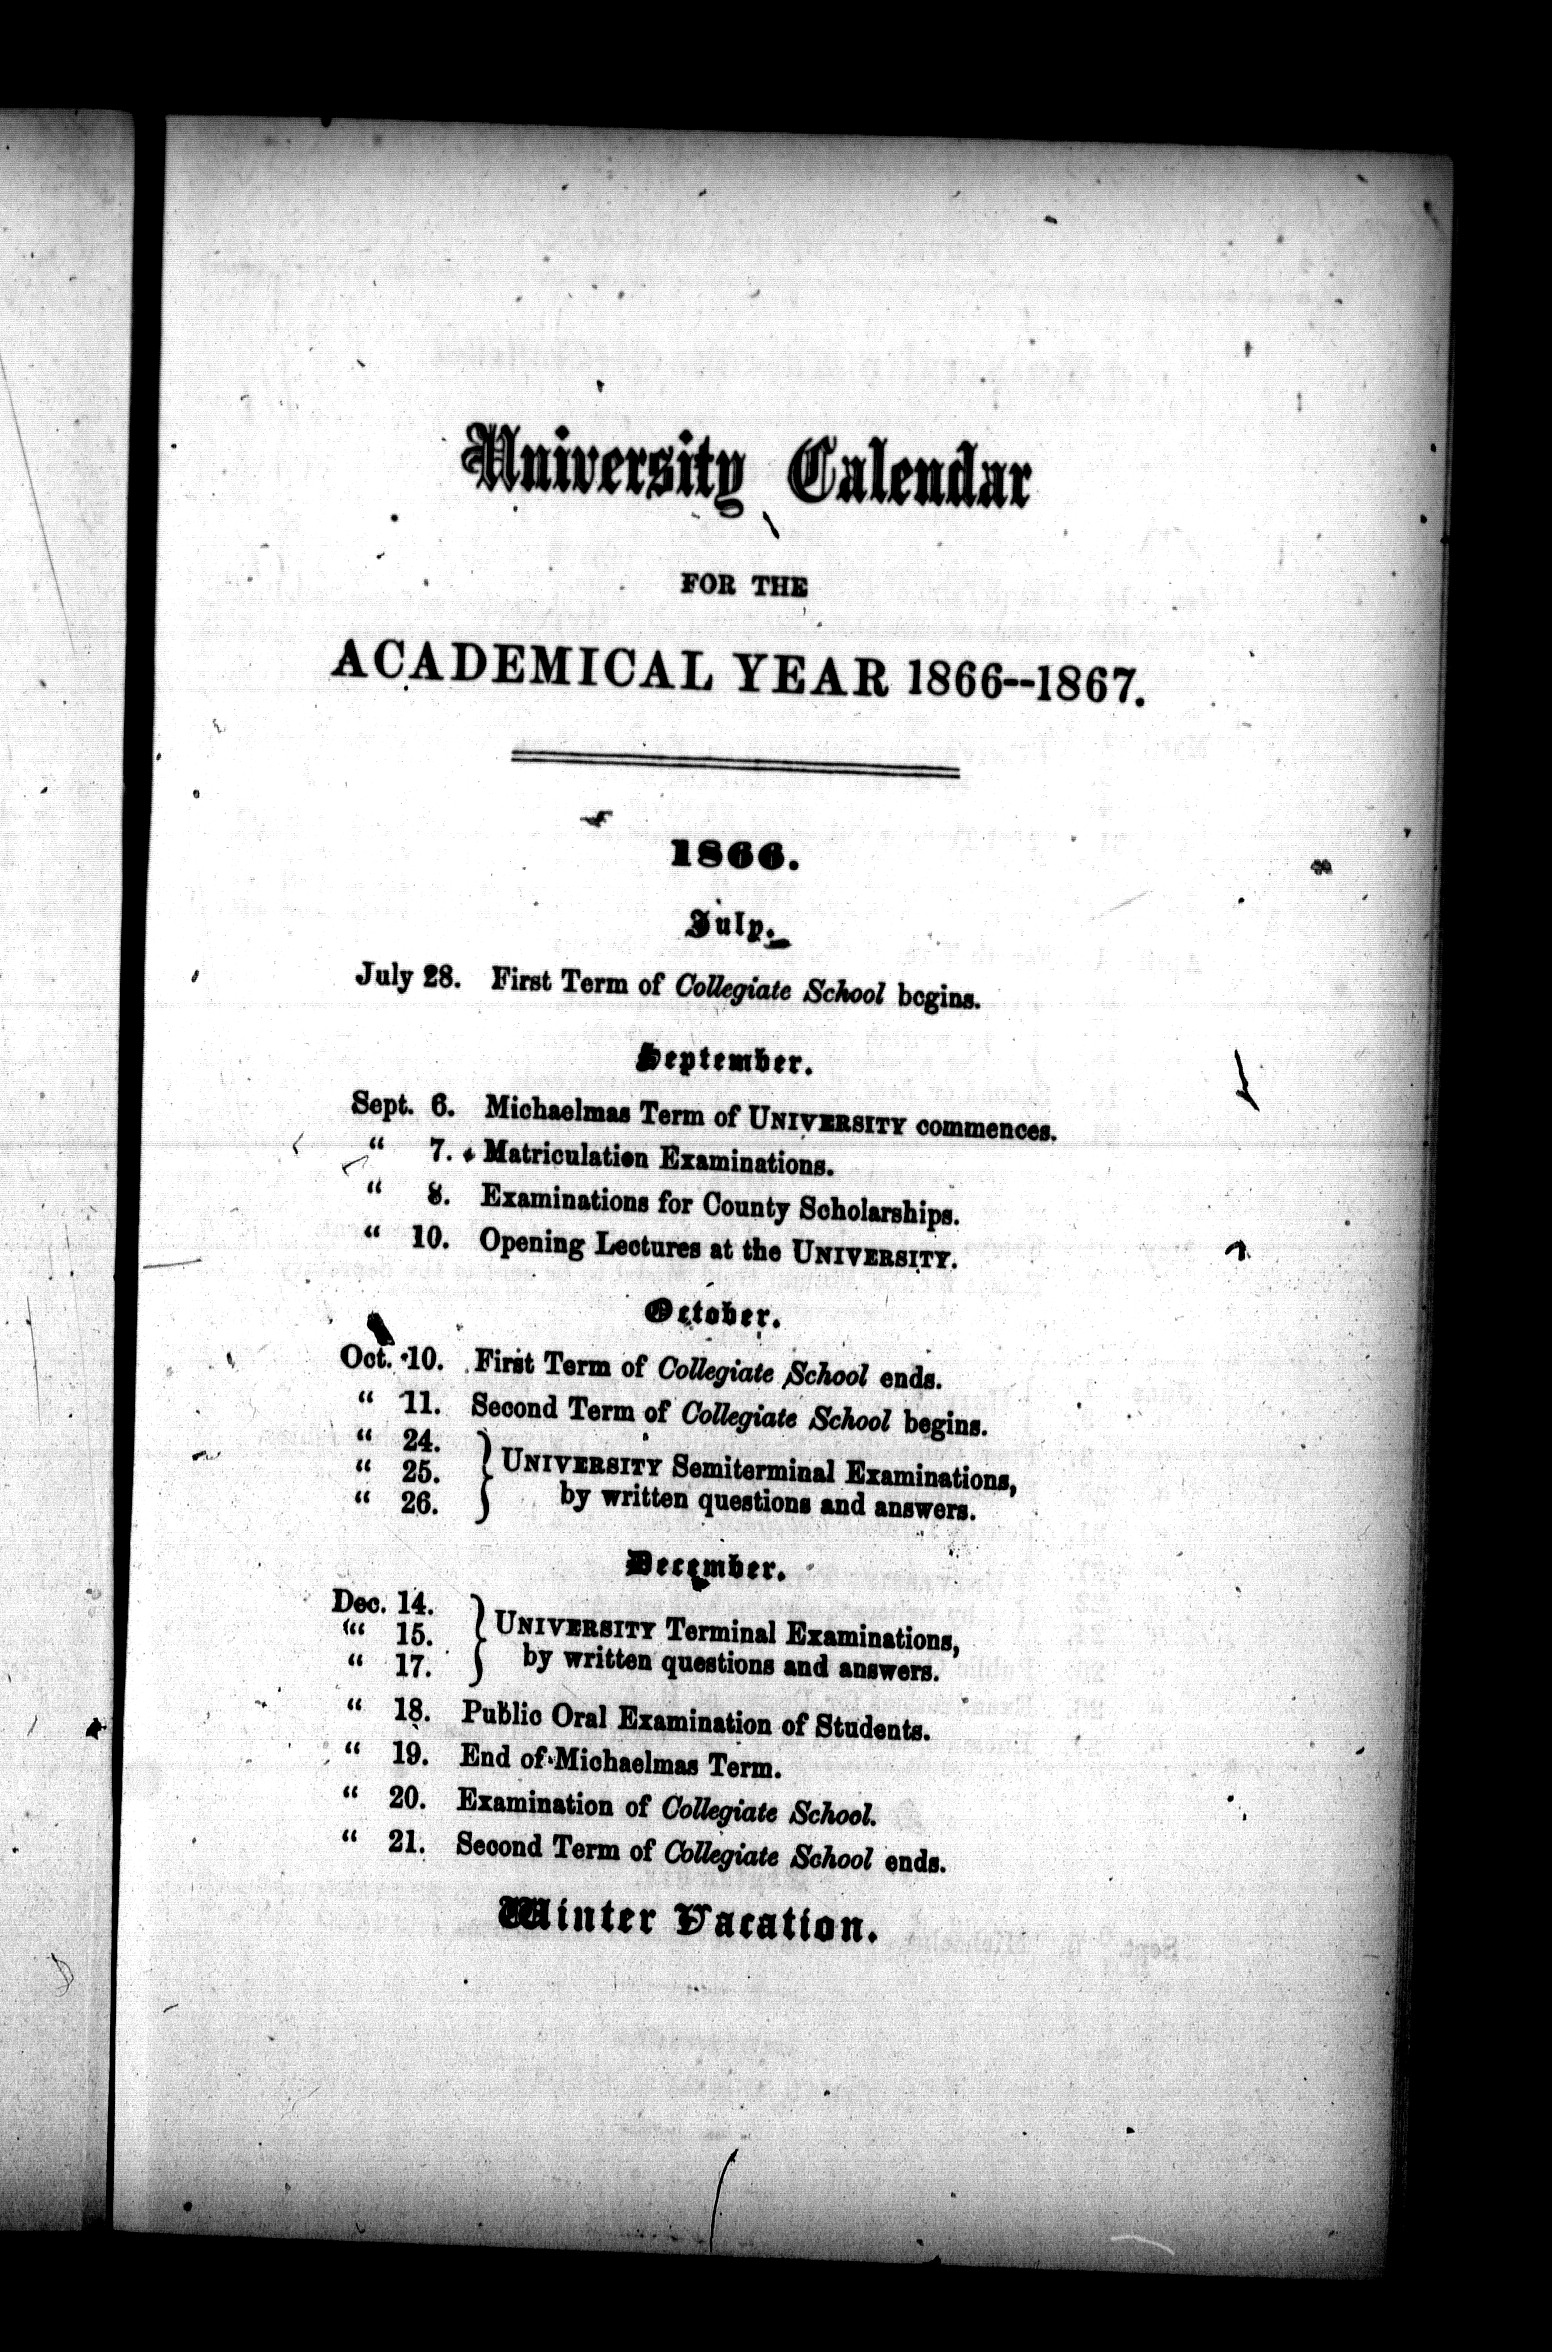 University Calendar
FOR THE
ACADEMICAL YEAR 1866--1867.
1866.
July.
July 28. First Term of Collegiate School begins.
September.
Sept. 6. Michaelmas Term of UNIVERSITY commences.
“ 7. Matriculation Examinations.
“ 8. Examinations for County Scholarships.
“ 10. Opening Lectures at the UNIVERSITY.
October.
Oct. 10. First Term of Collegiate School ends.
“ 11. Second Term of Collegiate School begins.
“ 24.
“ 25. } UNIVERSITY Semiterminal Examinations,
“ 26. by written questions and answers.
December.
Dec. 14.
“ 15. } UNIVERSITY Terminal Examinations,
“ 17. by written questions and answers.
“ 18. Public Oral Examination of Students.
“ 19. End of Michaelmas Term.
“ 20. Examination of Collegiate School.
“ 21. Second Term of Collegiate School ends.
Winter Vacation.